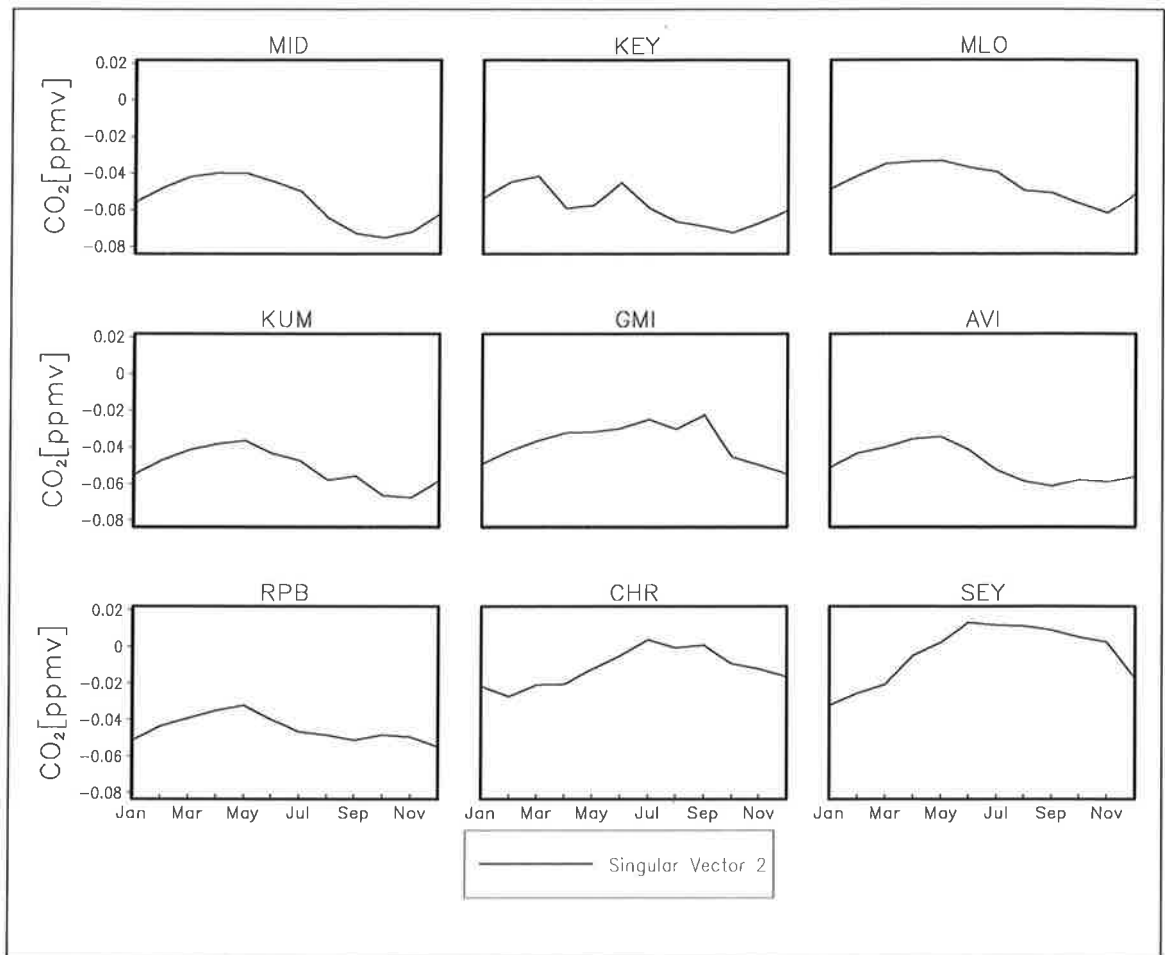 MID KEY MLO
CO₂[ppmv]
0.02
0
-0.02
-0.04
-0.06
-0.08
KUM GMI AVI
CO₂[ppmv]
0.02
0
-0.02
-0.04
-0.06
-0.08
RPB CHR SEY
CO₂[ppmv]
0.02
0
-0.02
-0.04
-0.06
-0.08
Jan Mar May Jul Sep Nov Jan Mar May Jul Sep Nov Jan Mar May Jul Sep Nov
Singular Vector 2